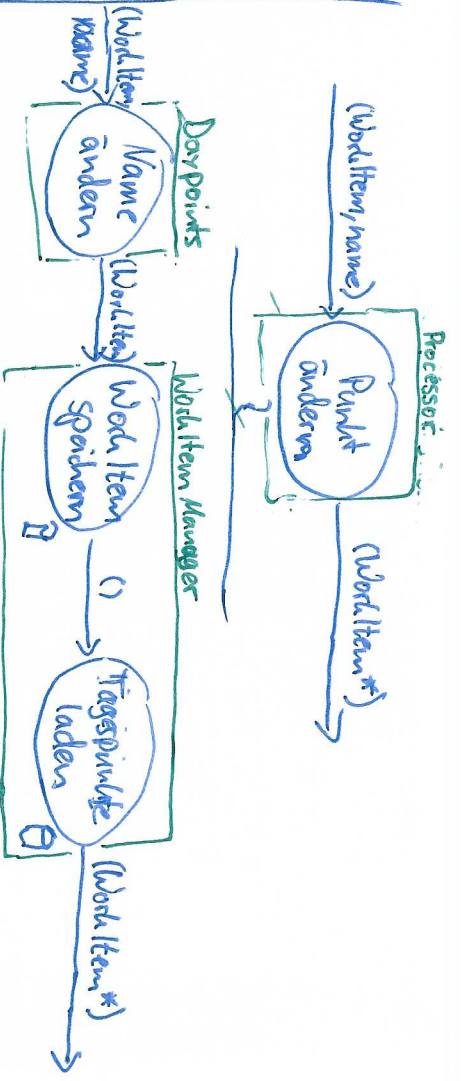 Processor
(WorkItem, name)
Punkt
ändern
(WorkItem*)
Daypoints
WorkItem Manager
(WorkItem,
name)
Name
ändern
(WorkItem)
WorkItem
speichern
()
Tagespunkte
laden
(WorkItem*)